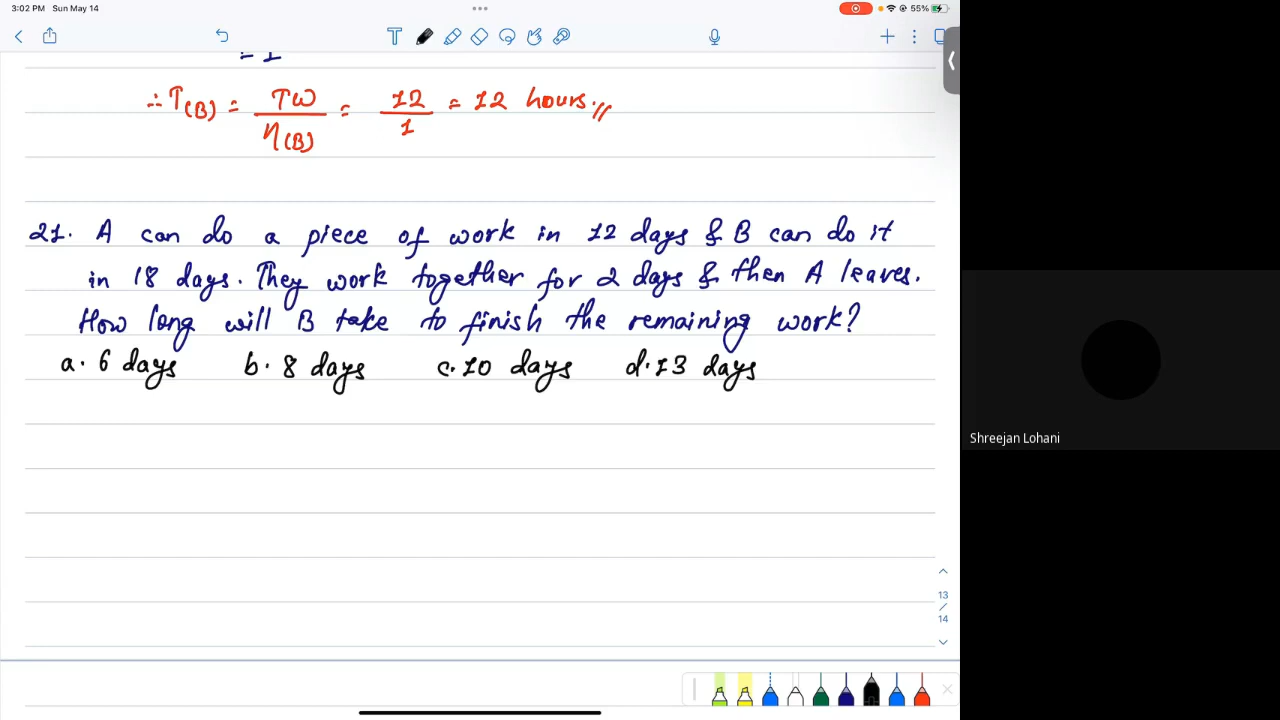 3:02 PM Sun May 14
55%
= 1
∴ T(B) = TW / η(B) = 12 / 1 = 12 hours.//
21. A can do a piece of work in 12 days & B can do it
in 18 days. They work together for 2 days & then A leaves.
How long will B take to finish the remaining work?
a. 6 days b. 8 days c. 10 days d. 13 days
Shreejan Lohani
13
/
14